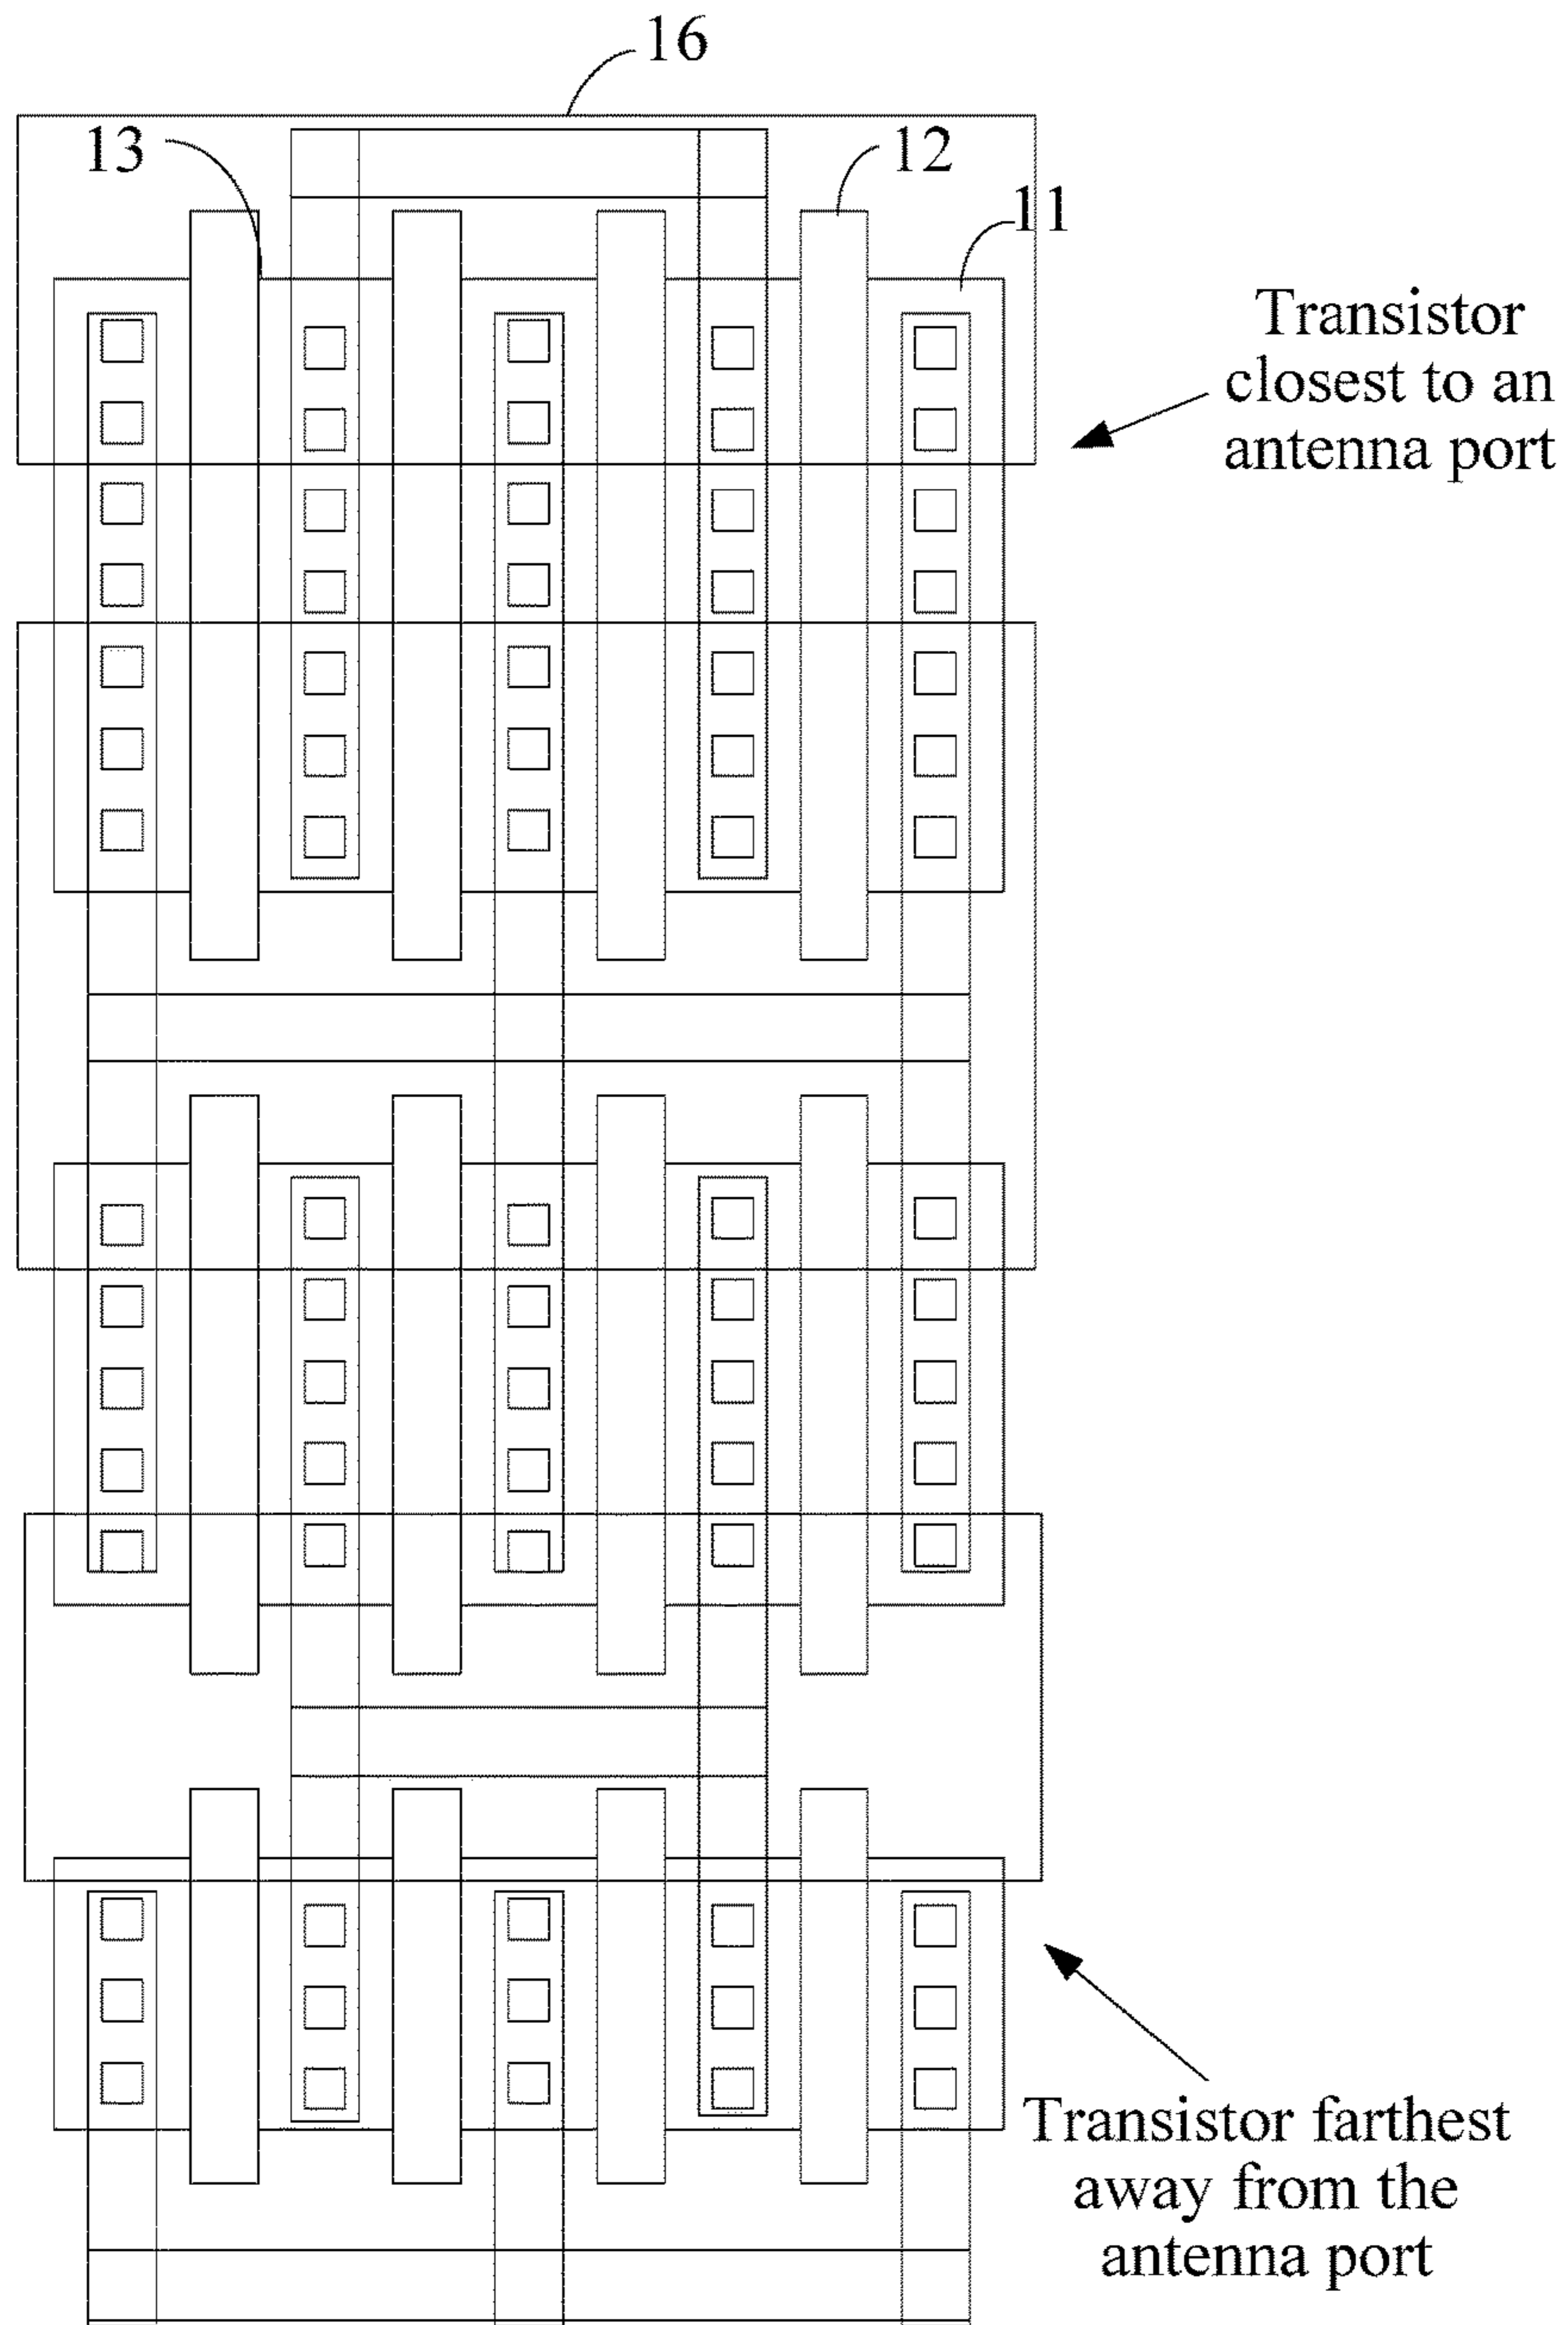 16
13
12
11
Transistor
closest to an
antenna port
Transistor farthest
away from the
antenna port